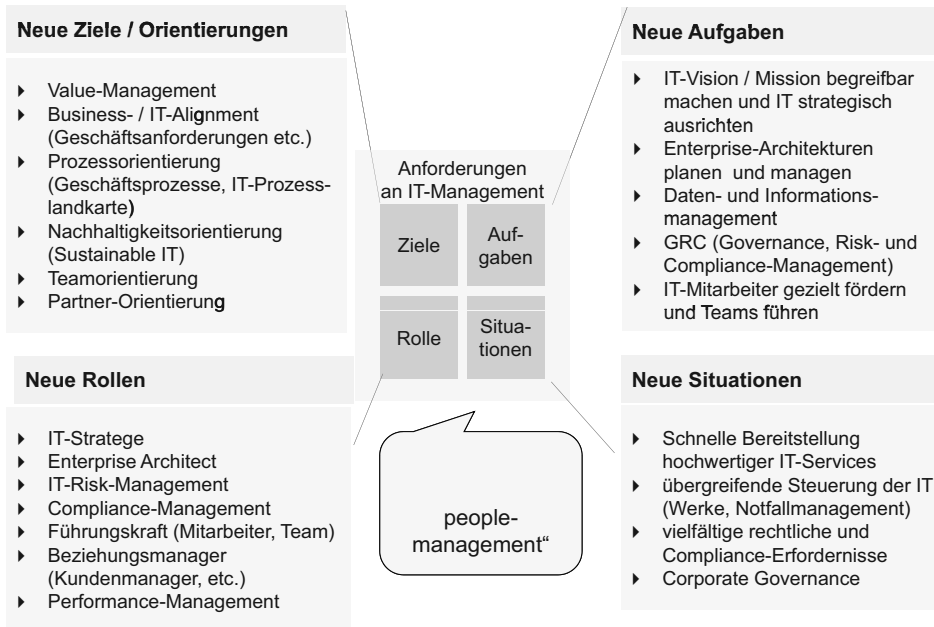 Neue Ziele / Orientierungen
Value-Management
Business- / IT-Alignment
(Geschäftsanforderungen etc.)
Prozessorientierung
(Geschäftsprozesse, IT-Prozess-
landkarte)
Nachhaltigkeitsorientierung
(Sustainable IT)
Teamorientierung
Partner-Orientierung
Neue Aufgaben
IT-Vision / Mission begreifbar
machen und IT strategisch
ausrichten
Enterprise-Architekturen
planen und managen
Daten- und Informations-
management
GRC (Governance, Risk- und
Compliance-Management)
IT-Mitarbeiter gezielt fördern
und Teams führen
Anforderungen
an IT-Management
Ziele
Auf-
gaben
Rolle
Situa-
tionen
Neue Rollen
IT-Stratege
Enterprise Architect
IT-Risk-Management
Compliance-Management
Führungskraft (Mitarbeiter, Team)
Beziehungsmanager
(Kundenmanager, etc.)
Performance-Management
people-
management“
Neue Situationen
Schnelle Bereitstellung
hochwertiger IT-Services
übergreifende Steuerung der IT
(Werke, Notfallmanagement)
vielfältige rechtliche und
Compliance-Erfordernisse
Corporate Governance